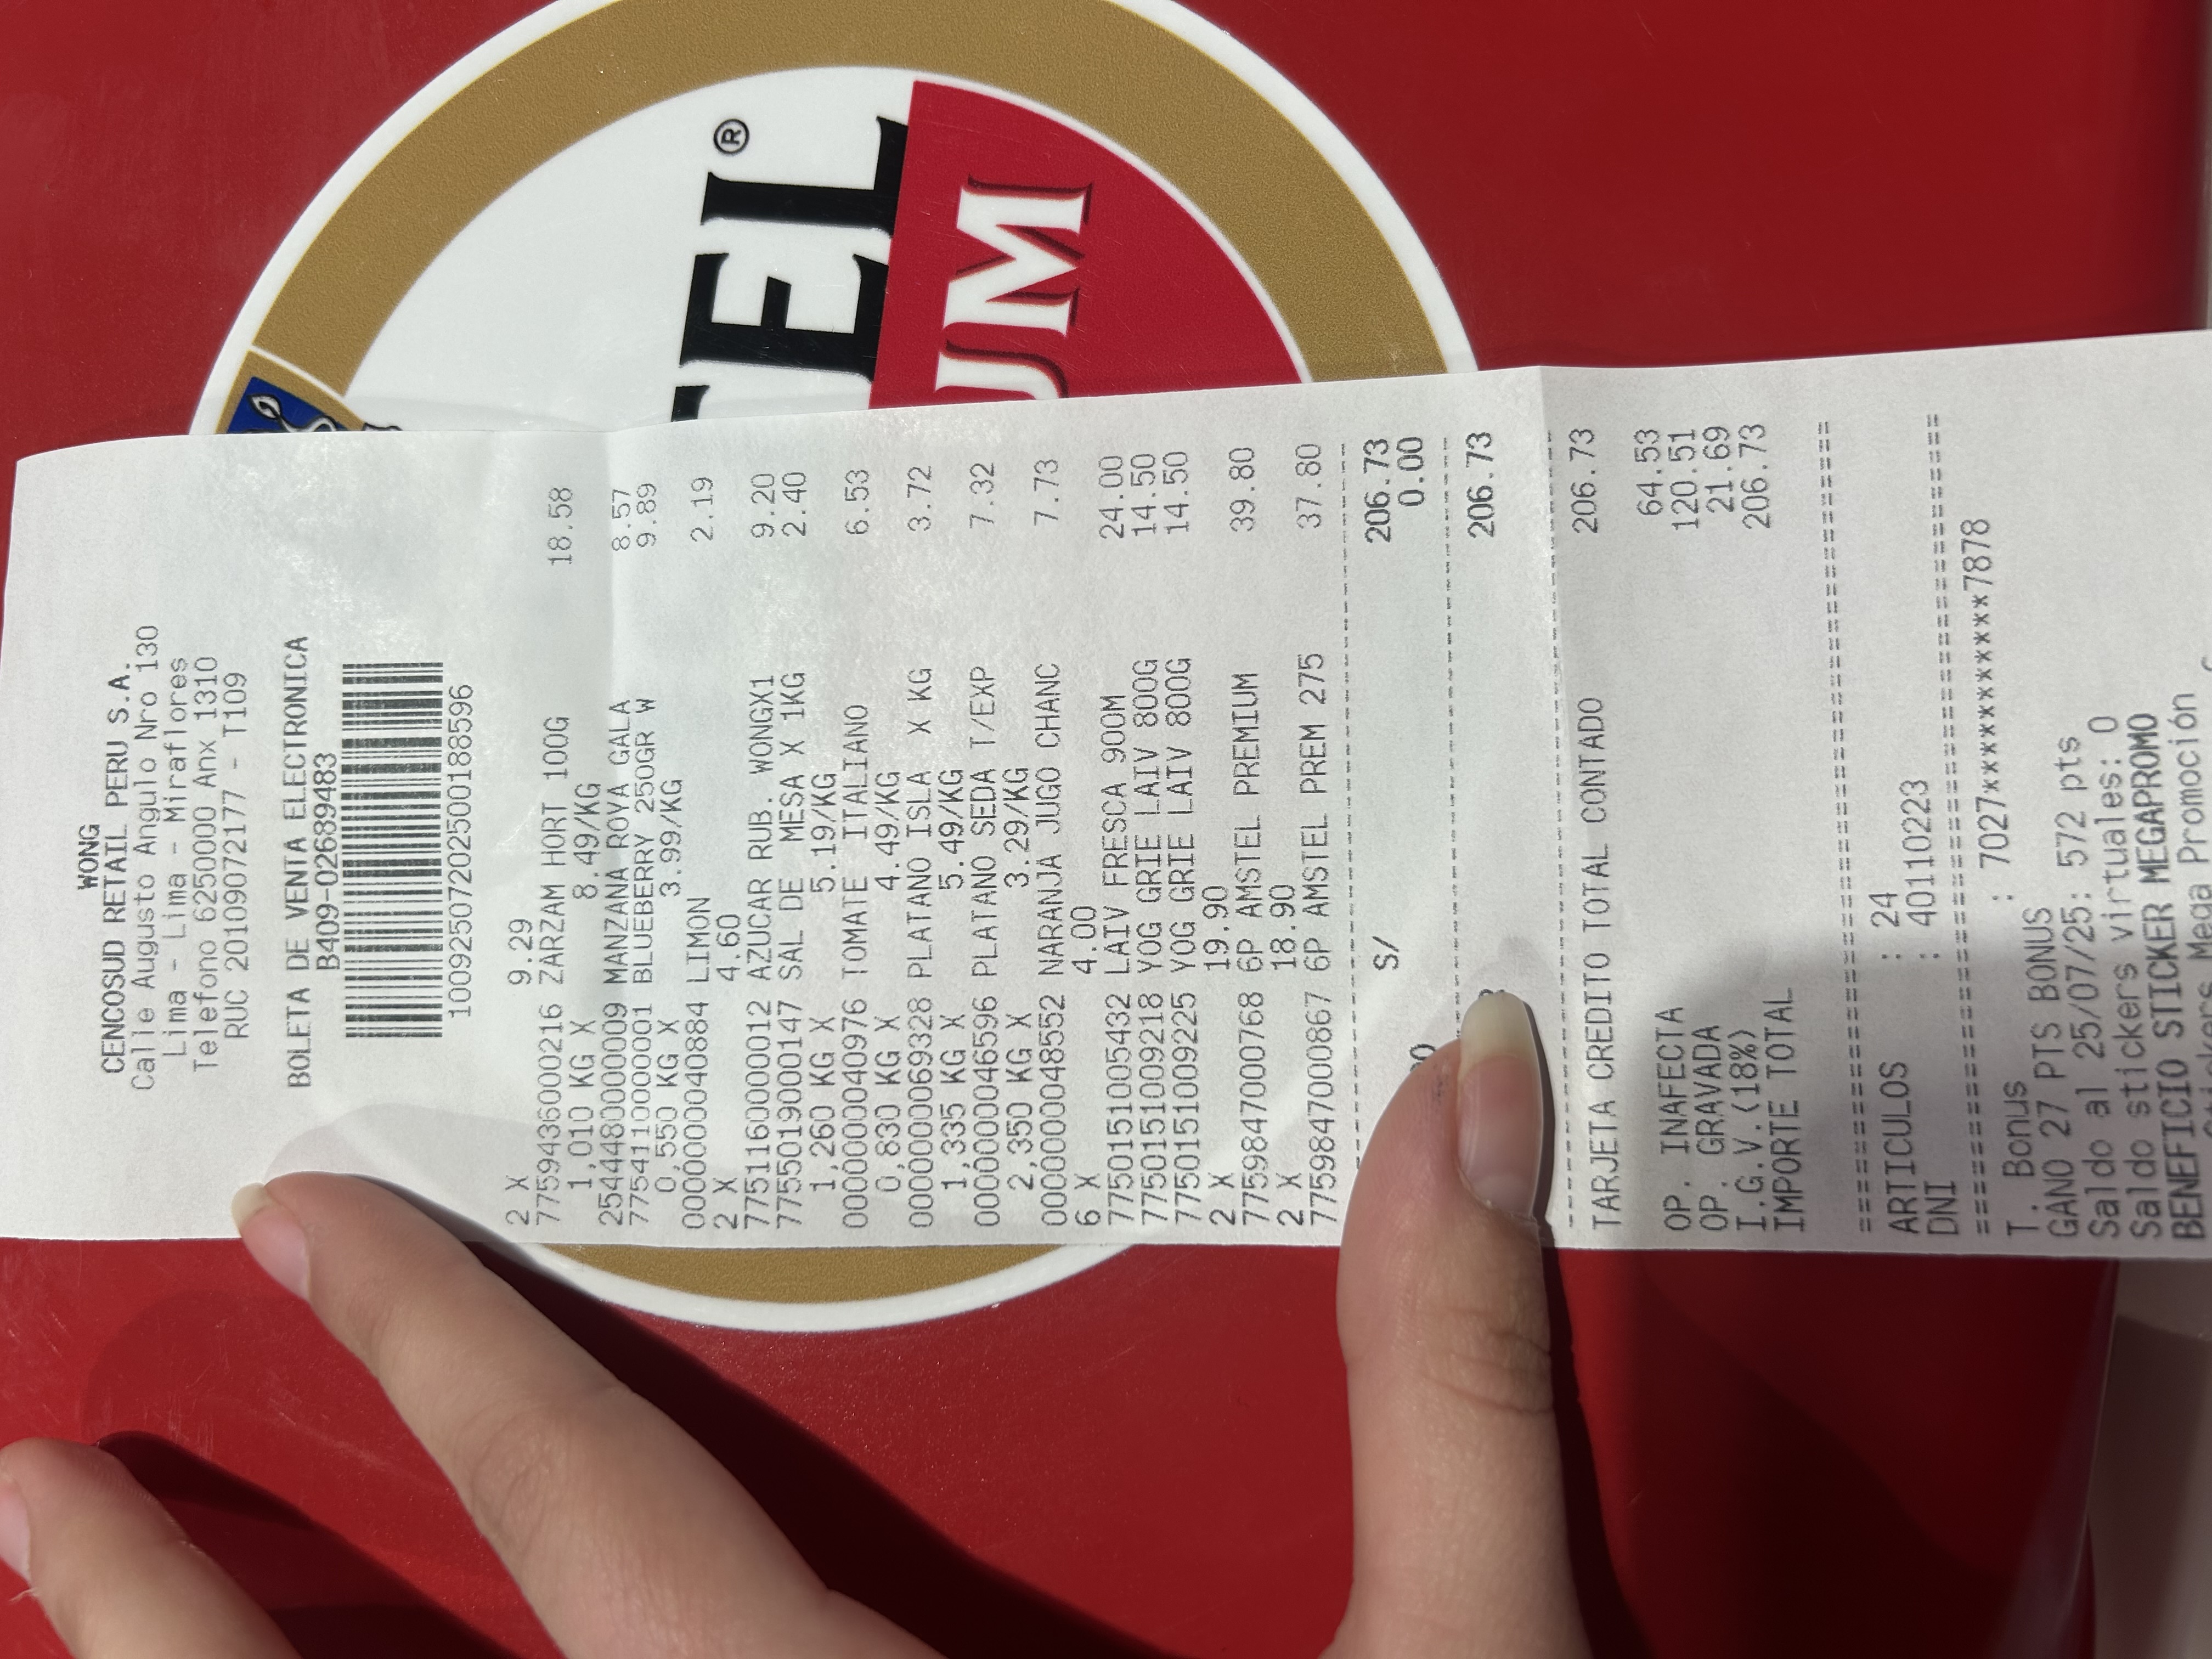 WONG
CENCOSUD RETAIL PERU S.A.
Calle Augusto Angulo Nro 130
Lima - Lima - Miraflores
Telefono 6250000 Anx 1310
RUC 20109072177 - T109
BOLETA DE VENTA ELECTRONICA
B409-02689483
10092507202500188596
2 X 9.29
7759436000216 ZARZAM HORT 100G 18.58
1,010 KG X 8.49/KG
2544480000009 MANZANA ROYA GALA 8.57
7754110000001 BLUEBERRY 250GR W 9.89
0,550 KG X 3.99/KG
0000000040884 LIMON 2.19
2 X 4.60
7751160000012 AZUCAR RUB. WONGX1 9.20
7755019000147 SAL DE MESA X 1KG 2.40
1,260 KG X 5.19/KG
0000000040976 TOMATE ITALIANO 6.53
0,830 KG X 4.49/KG
0000000069328 PLATANO ISLA X KG 3.72
1,335 KG X 5.49/KG
0000000046596 PLATANO SEDA T/EXP 7.32
2,350 KG X 3.29/KG
0000000048552 NARANJA JUGO CHANC 7.73
6 X 4.00
7750151005432 LAIV FRESCA 900M 24.00
7750151009218 YOG GRIE LAIV 800G 14.50
7750151009225 YOG GRIE LAIV 800G 14.50
2 X 19.90
7759847000768 6P AMSTEL PREMIUM 39.80
2 X 18.90
7759847000867 6P AMSTEL PREM 275 37.80
S/ 206.73
0.00
206.73
TARJETA CREDITO TOTAL CONTADO 206.73
OP. INAFECTA 64.53
OP. GRAVADA 120.51
I.G.V.(18%) 21.69
IMPORTE TOTAL 206.73
ARTICULOS : 24
DNI : 40110223
T. Bonus : 7027***********7878
GANO 27 PTS BONUS
Saldo al 25/07/25: 572 pts
Saldo stickers virtuales: 0
BENEFICIO STICKER MEGAPROMO
Stickers Mega Promoción
TEL®
UM